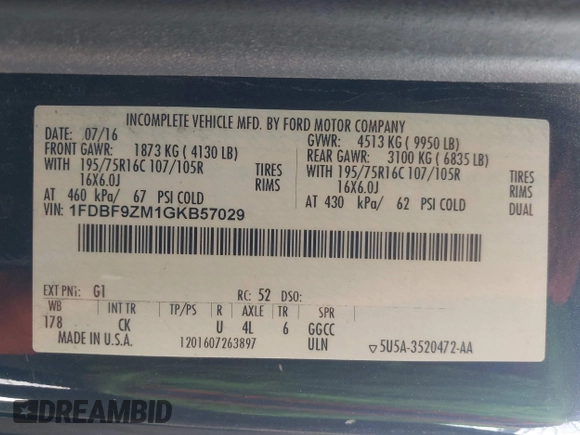 INCOMPLETE VEHICLE MFD. BY FORD MOTOR COMPANY
DATE: 07/16 GVWR: 4513 KG ( 9950 LB)
FRONT GAWR: 1873 KG ( 4130 LB) REAR GAWR: 3100 KG ( 6835 LB)
WITH 195/75R16C 107/105R TIRES WITH 195/75R16C 107/105R TIRES
16X6.0J RIMS 16X6.0J RIMS
AT 460 kPa/ 67 PSI COLD AT 430 kPa/ 62 PSI COLD DUAL
VIN: 1FDBF9ZM1GKB57029
EXT PNT: G1 RC: 52 DSO:
WB INT TR TP/PS R AXLE TR SPR
178 CK U 4L 6 GGCC
MADE IN U.S.A. 1201607263897 ULN ▽5U5A-3520472-AA
DREAMBID